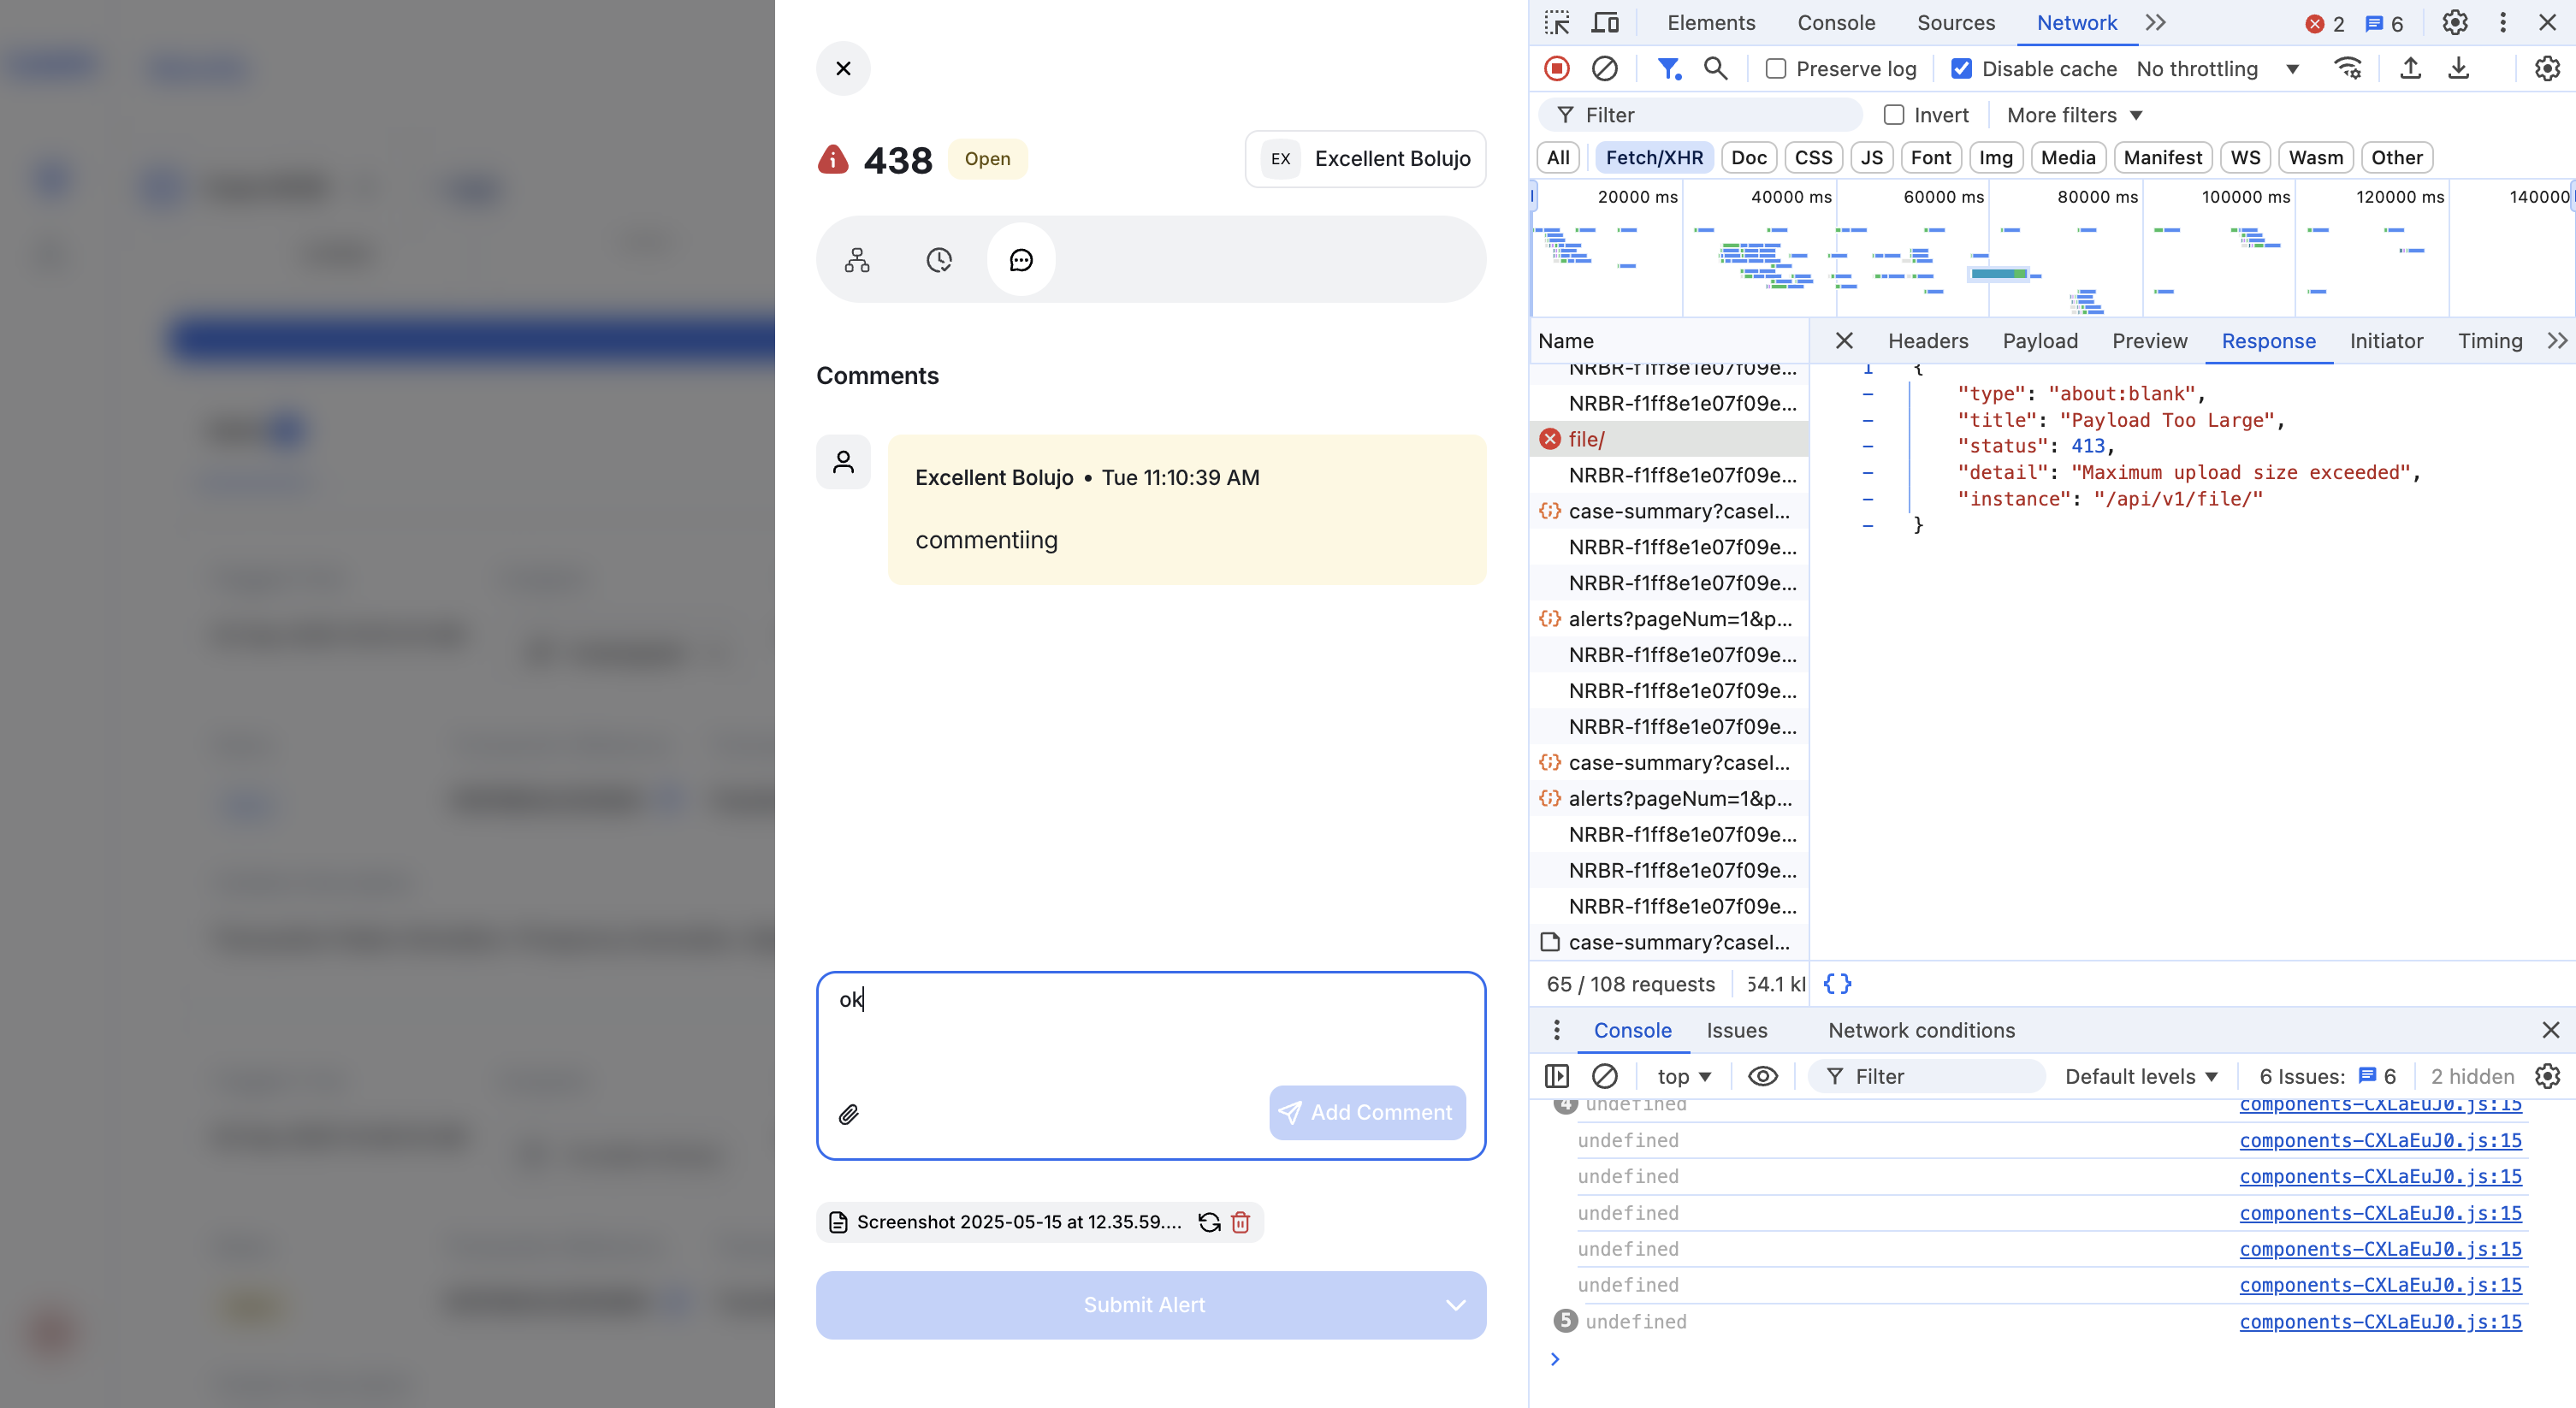 438
Open
EX
Excellent Bolujo
Comments
Excellent Bolujo • Tue 11:10:39 AM
commentiing
ok
Add Comment
Screenshot 2025-05-15 at 12.35.59....
Submit Alert
Elements
Console
Sources
Network
2
6
Preserve log
Disable cache
No throttling
Filter
Invert
More filters
All
Fetch/XHR
Doc
CSS
JS
Font
Img
Media
Manifest
WS
Wasm
Other
20000 ms
40000 ms
60000 ms
80000 ms
100000 ms
120000 ms
140000
Name
NRBR-f1ff8e1e07f09e...
NRBR-f1ff8e1e07f09e...
file/
NRBR-f1ff8e1e07f09e...
case-summary?caseI...
NRBR-f1ff8e1e07f09e...
NRBR-f1ff8e1e07f09e...
alerts?pageNum=1&p...
NRBR-f1ff8e1e07f09e...
NRBR-f1ff8e1e07f09e...
NRBR-f1ff8e1e07f09e...
case-summary?caseI...
alerts?pageNum=1&p...
NRBR-f1ff8e1e07f09e...
NRBR-f1ff8e1e07f09e...
NRBR-f1ff8e1e07f09e...
case-summary?caseI...
65 / 108 requests
54.1 k
Headers
Payload
Preview
Response
Initiator
Timing
1 {
- "type": "about:blank",
- "title": "Payload Too Large",
- "status": 413,
- "detail": "Maximum upload size exceeded",
- "instance": "/api/v1/file/"
- }
Console
Issues
Network conditions
top
Filter
Default levels
6 Issues: 6
2 hidden
4 undefined components-CXLaEuJ0.js:15
undefined components-CXLaEuJ0.js:15
undefined components-CXLaEuJ0.js:15
undefined components-CXLaEuJ0.js:15
undefined components-CXLaEuJ0.js:15
undefined components-CXLaEuJ0.js:15
5 undefined components-CXLaEuJ0.js:15